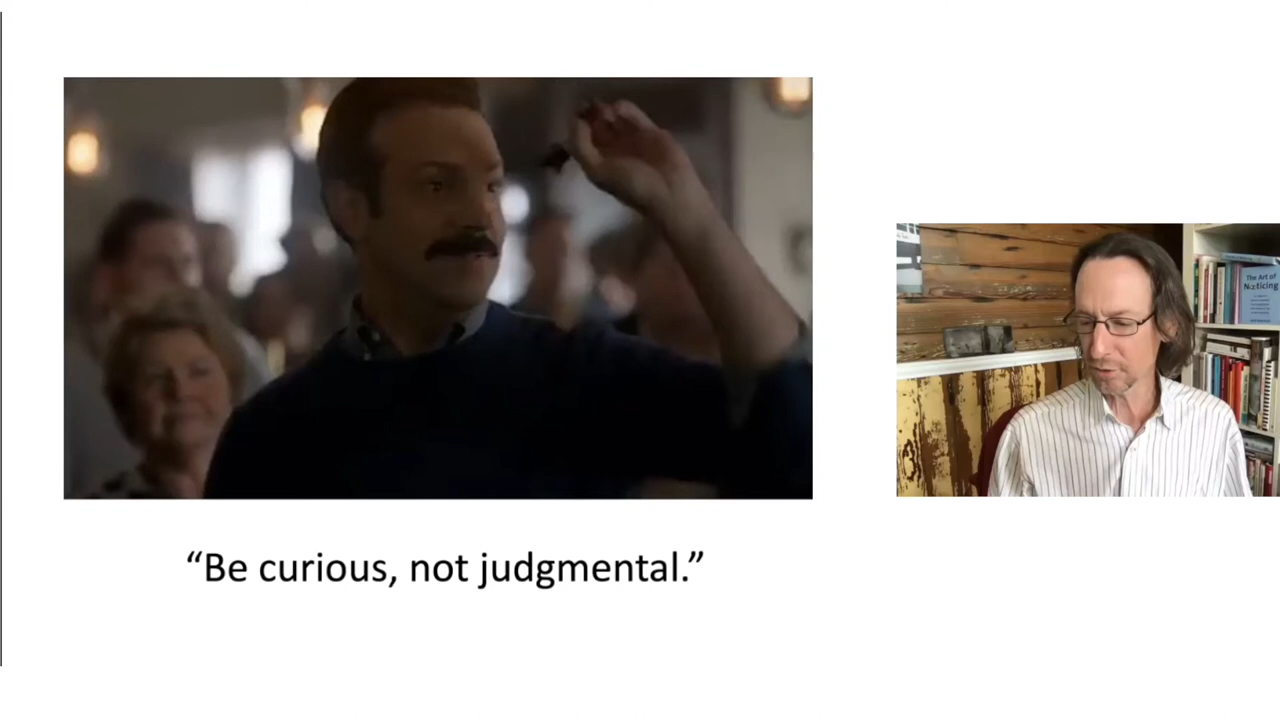 “Be curious, not judgmental.”
The Art of
Noticing